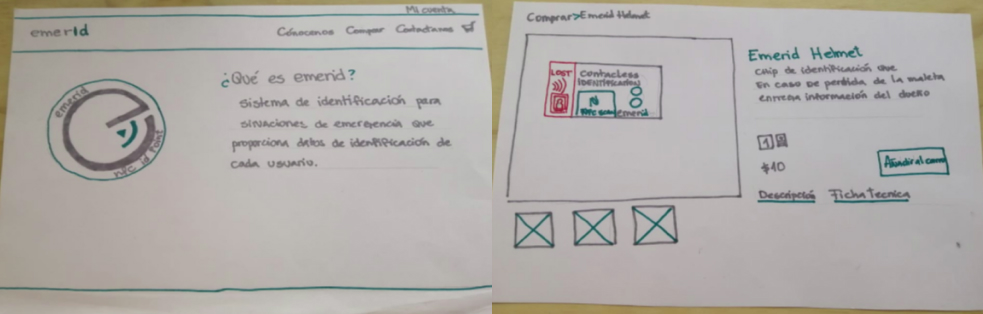 Mi cuenta
emerId
Cónocenos Comprar Contactanos
¿Qué es emerid?
sistema de identificación para
situaciones de emergencia que
proporciona datos de identificación de
cada usuario.
emerid
NFC id Point
Comprar>Emerid Helmet
LOST
Contactless
IDENTIFICATION
N
emerid
Emerid Helmet
chip de identificación que
en caso de perdida de la maleta
entrega información del dueño
1
$10
Añadir al carro
Descripción Ficha Tecnica